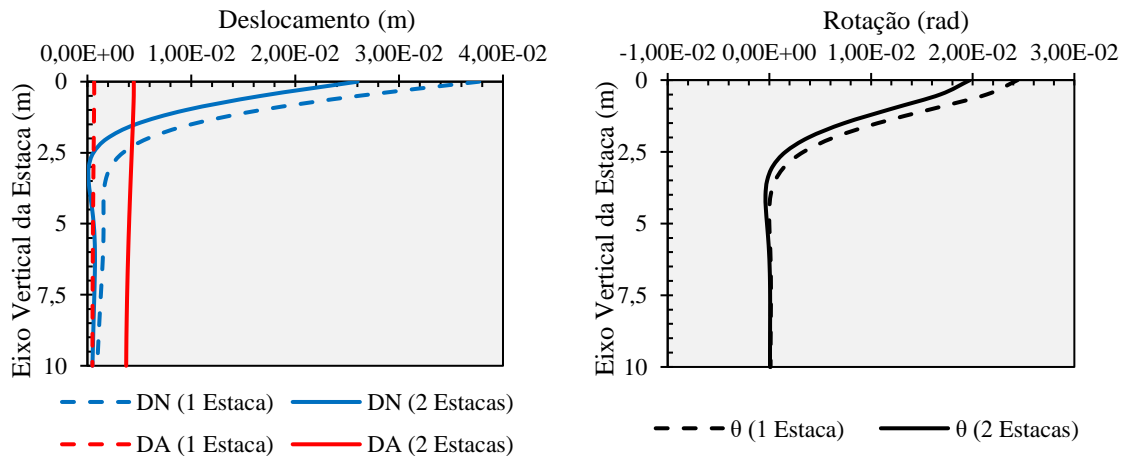 Deslocamento (m)
0,00E+00 1,00E-02 2,00E-02 3,00E-02 4,00E-02
0
2,5
5
7,5
10
Eixo Vertical da Estaca (m)
DN (1 Estaca) DN (2 Estacas)
DA (1 Estaca) DA (2 Estacas)
Rotação (rad)
-1,00E-02 0,00E+00 1,00E-02 2,00E-02 3,00E-02
0
2,5
5
7,5
10
Eixo Vertical da Estaca (m)
θ (1 Estaca) θ (2 Estacas)